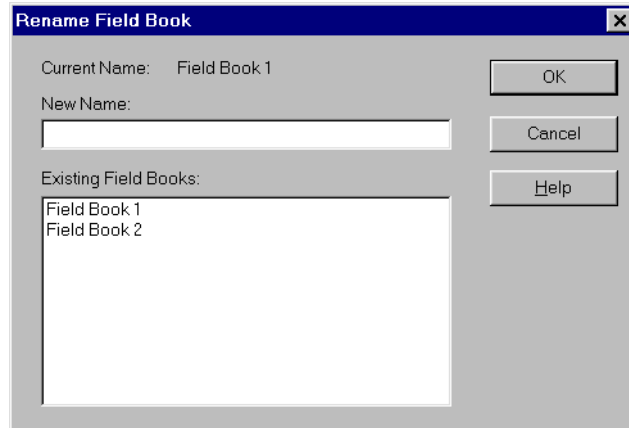 Rename Field Book
Current Name: Field Book 1
OK
New Name:
Cancel
Existing Field Books:
Help
Field Book 1
Field Book 2